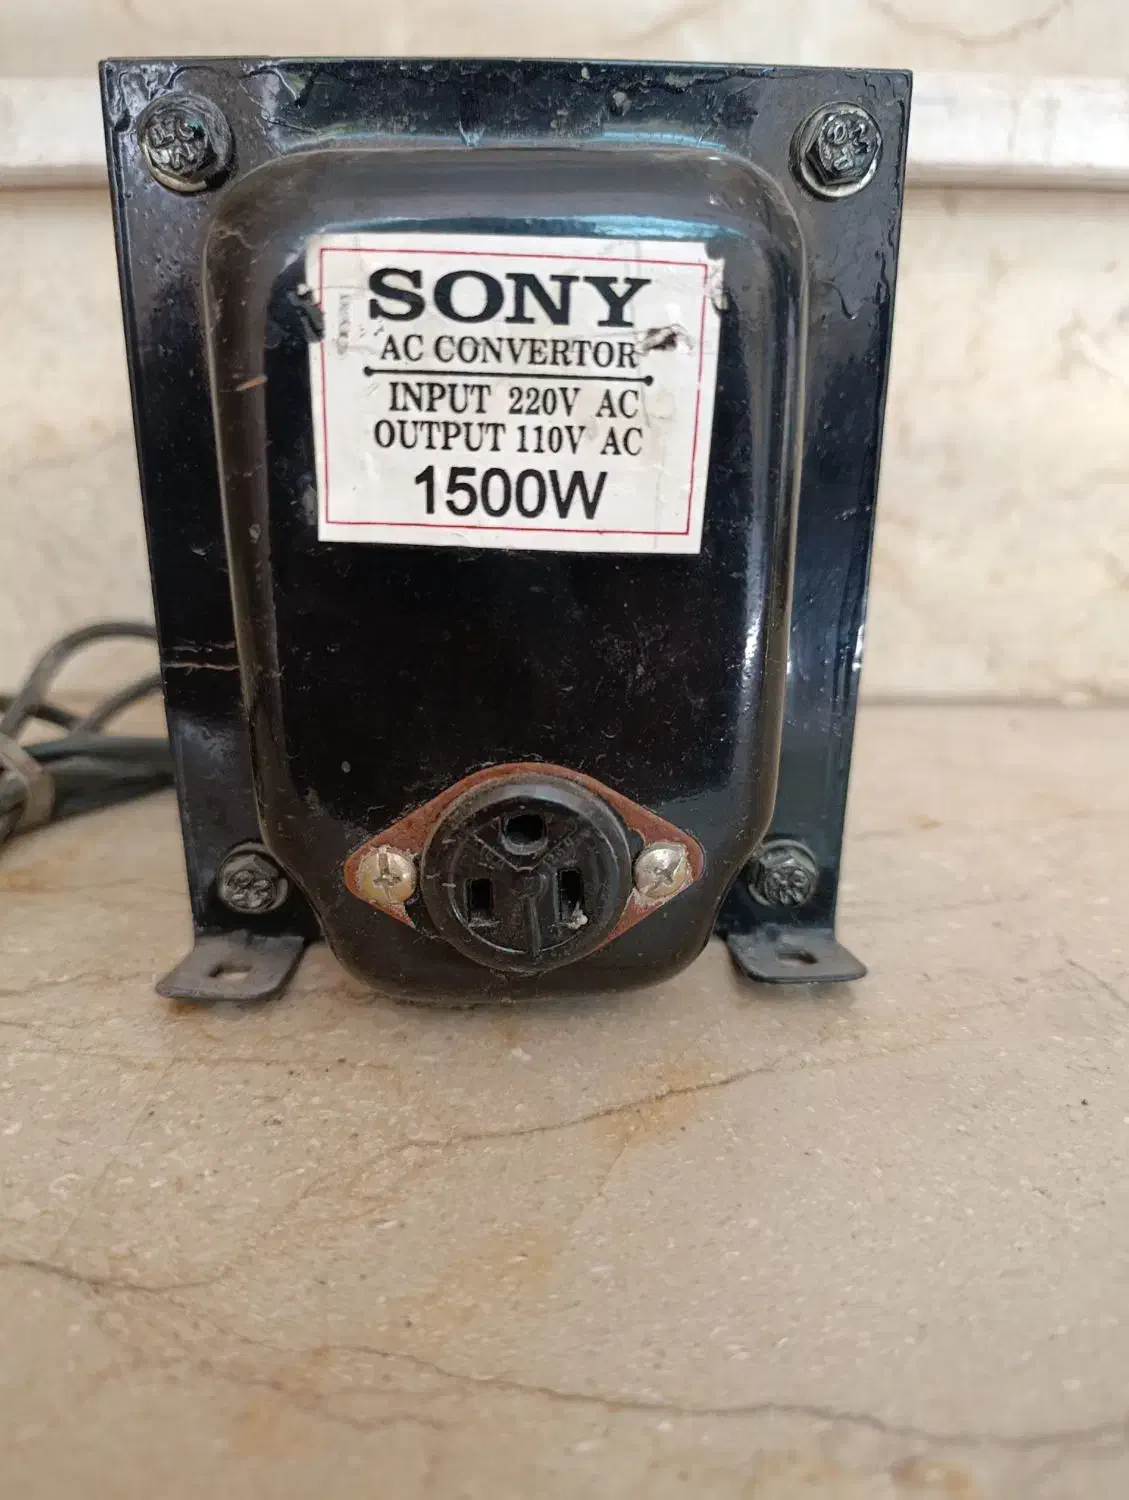 SONY
AC CONVERTOR
INPUT 220V AC
OUTPUT 110V AC
1500W